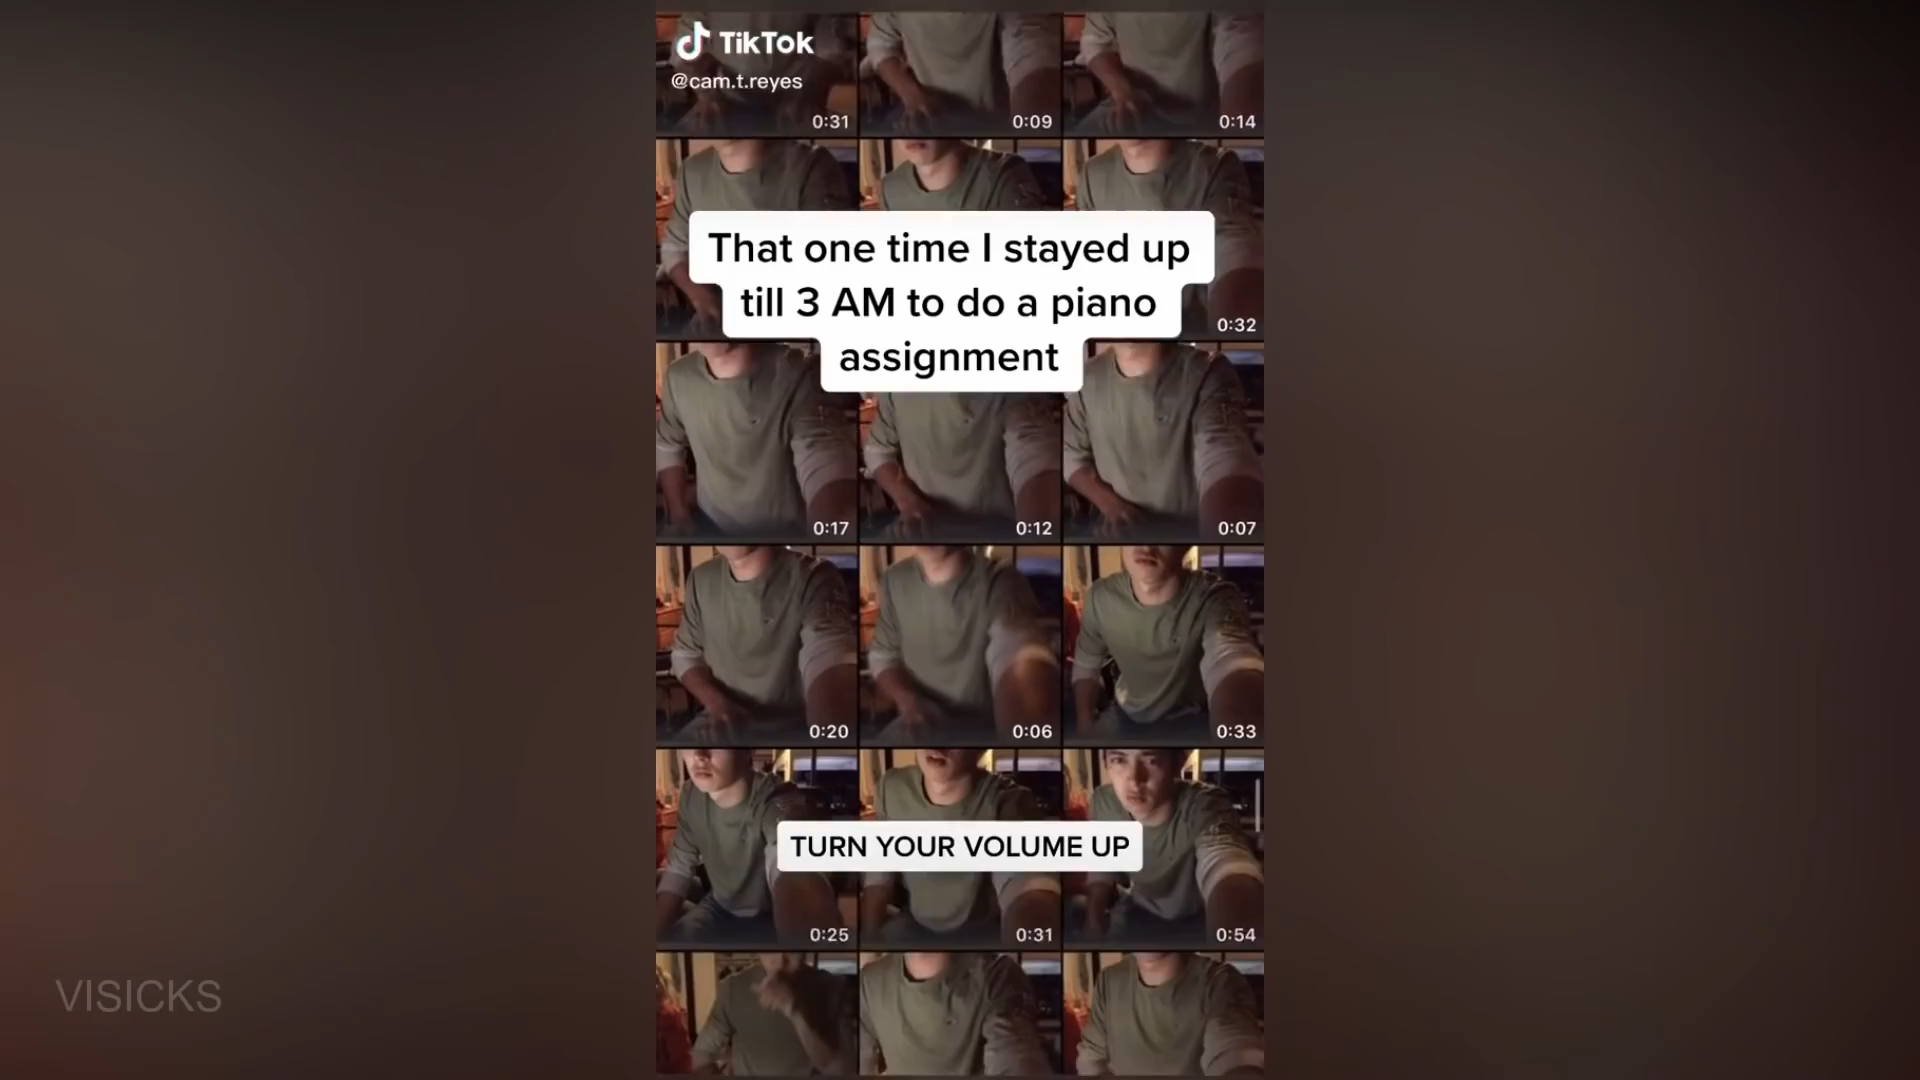 TikTok
@cam.t.reyes
0:31
0:09
0:14
That one time I stayed up
till 3 AM to do a piano
assignment
0:32
0:17
0:12
0:07
0:20
0:06
0:33
TURN YOUR VOLUME UP
0:25
0:31
0:54
VISICKS